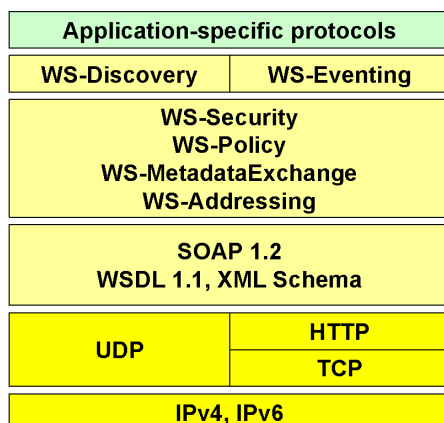 Application-specific protocols
WS-Discovery WS-Eventing
WS-Security
WS-Policy
WS-MetadataExchange
WS-Addressing
SOAP 1.2
WSDL 1.1, XML Schema
UDP
HTTP
TCP
IPv4, IPv6